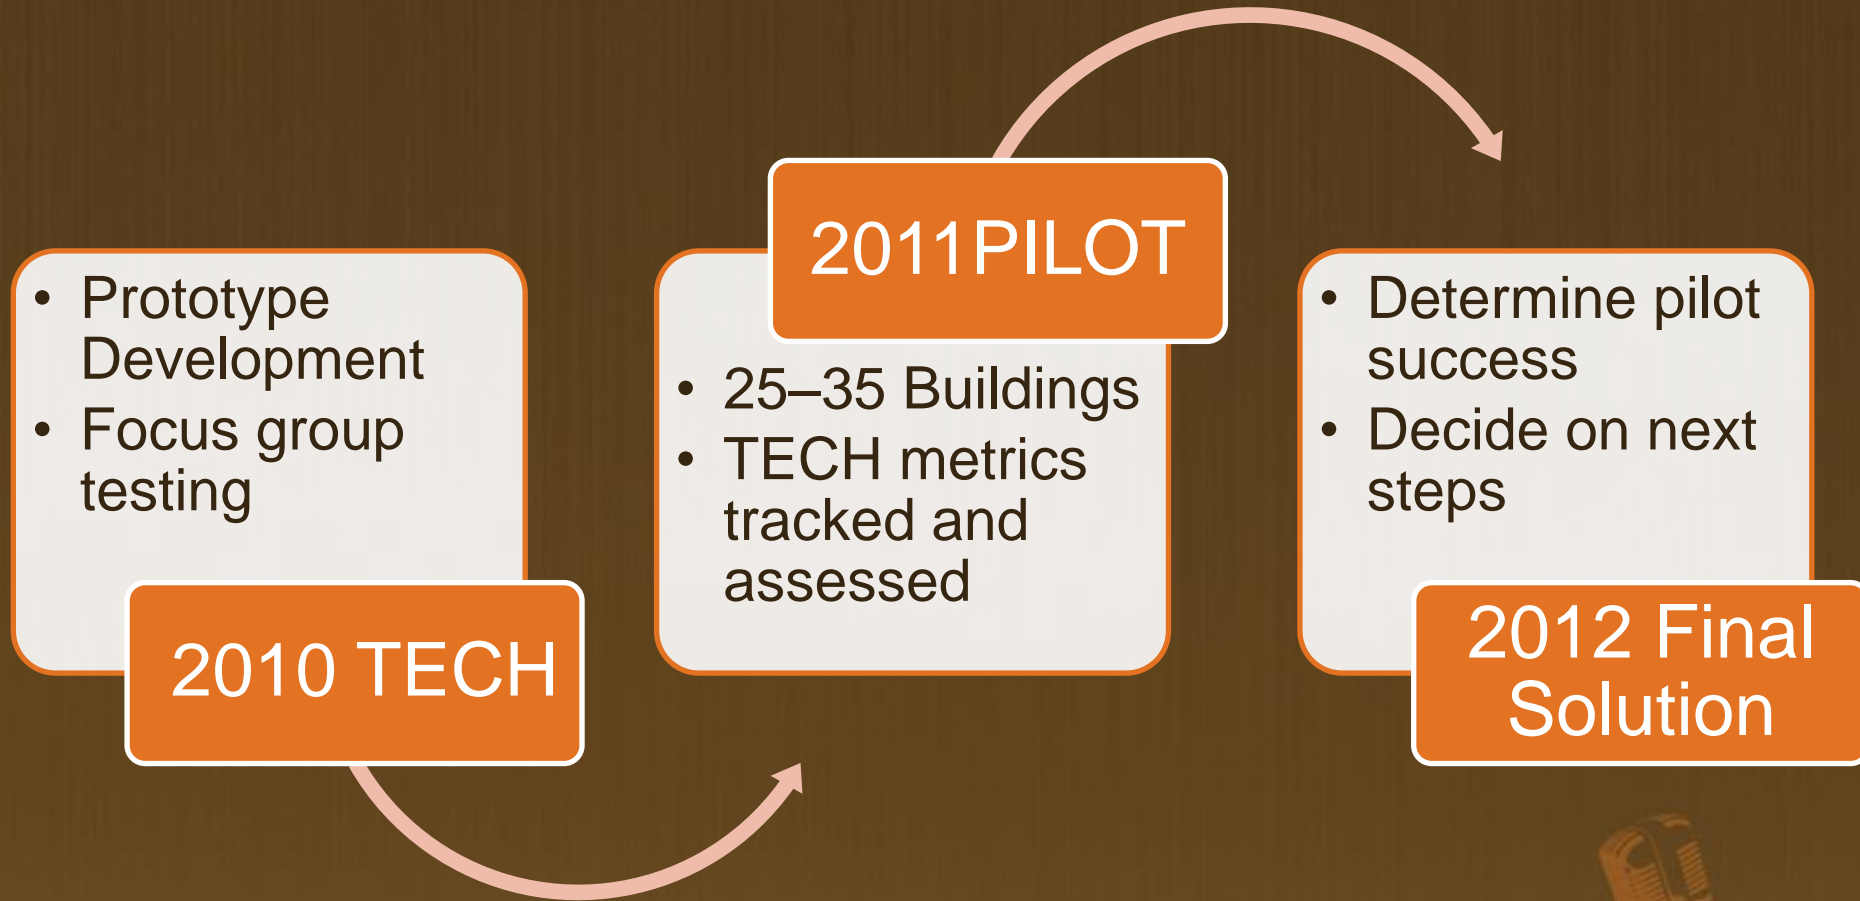 • Prototype
Development
• Focus group
testing
2010 TECH
2011PILOT
• 25–35 Buildings
• TECH metrics
tracked and
assessed
• Determine pilot
success
• Decide on next
steps
2012 Final
Solution